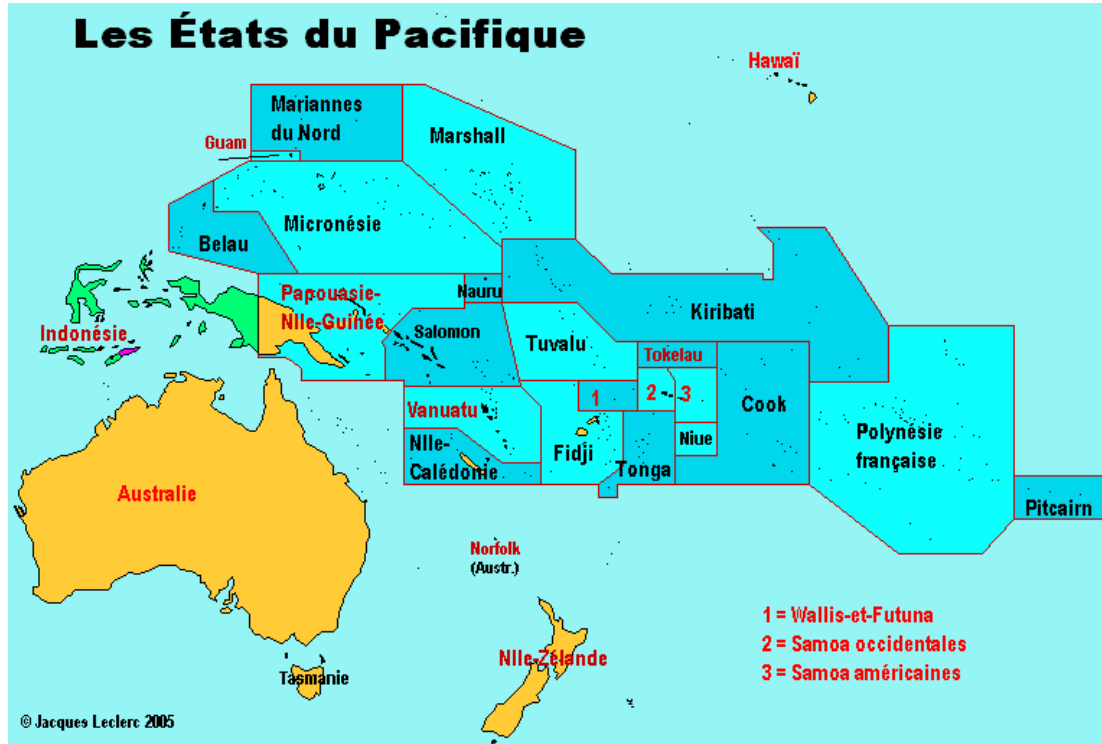 Les États du Pacifique
Hawaï
Mariannes
du Nord
Marshall
Guam
Micronésie
Belau
Papouasie-
Nlle-Guinée
Nauru
Kiribati
Indonésie
Salomon
Tuvalu
Tokelau
1
2
3
Cook
Vanuatu
Nlle-
Calédonie
Fidji
Tonga
Niue
Polynésie
française
Australie
Pitcairn
Norfolk
(Austr.)
1 = Wallis-et-Futuna
2 = Samoa occidentales
3 = Samoa américaines
Nlle-Zélande
Tasmanie
© Jacques Leclerc 2005